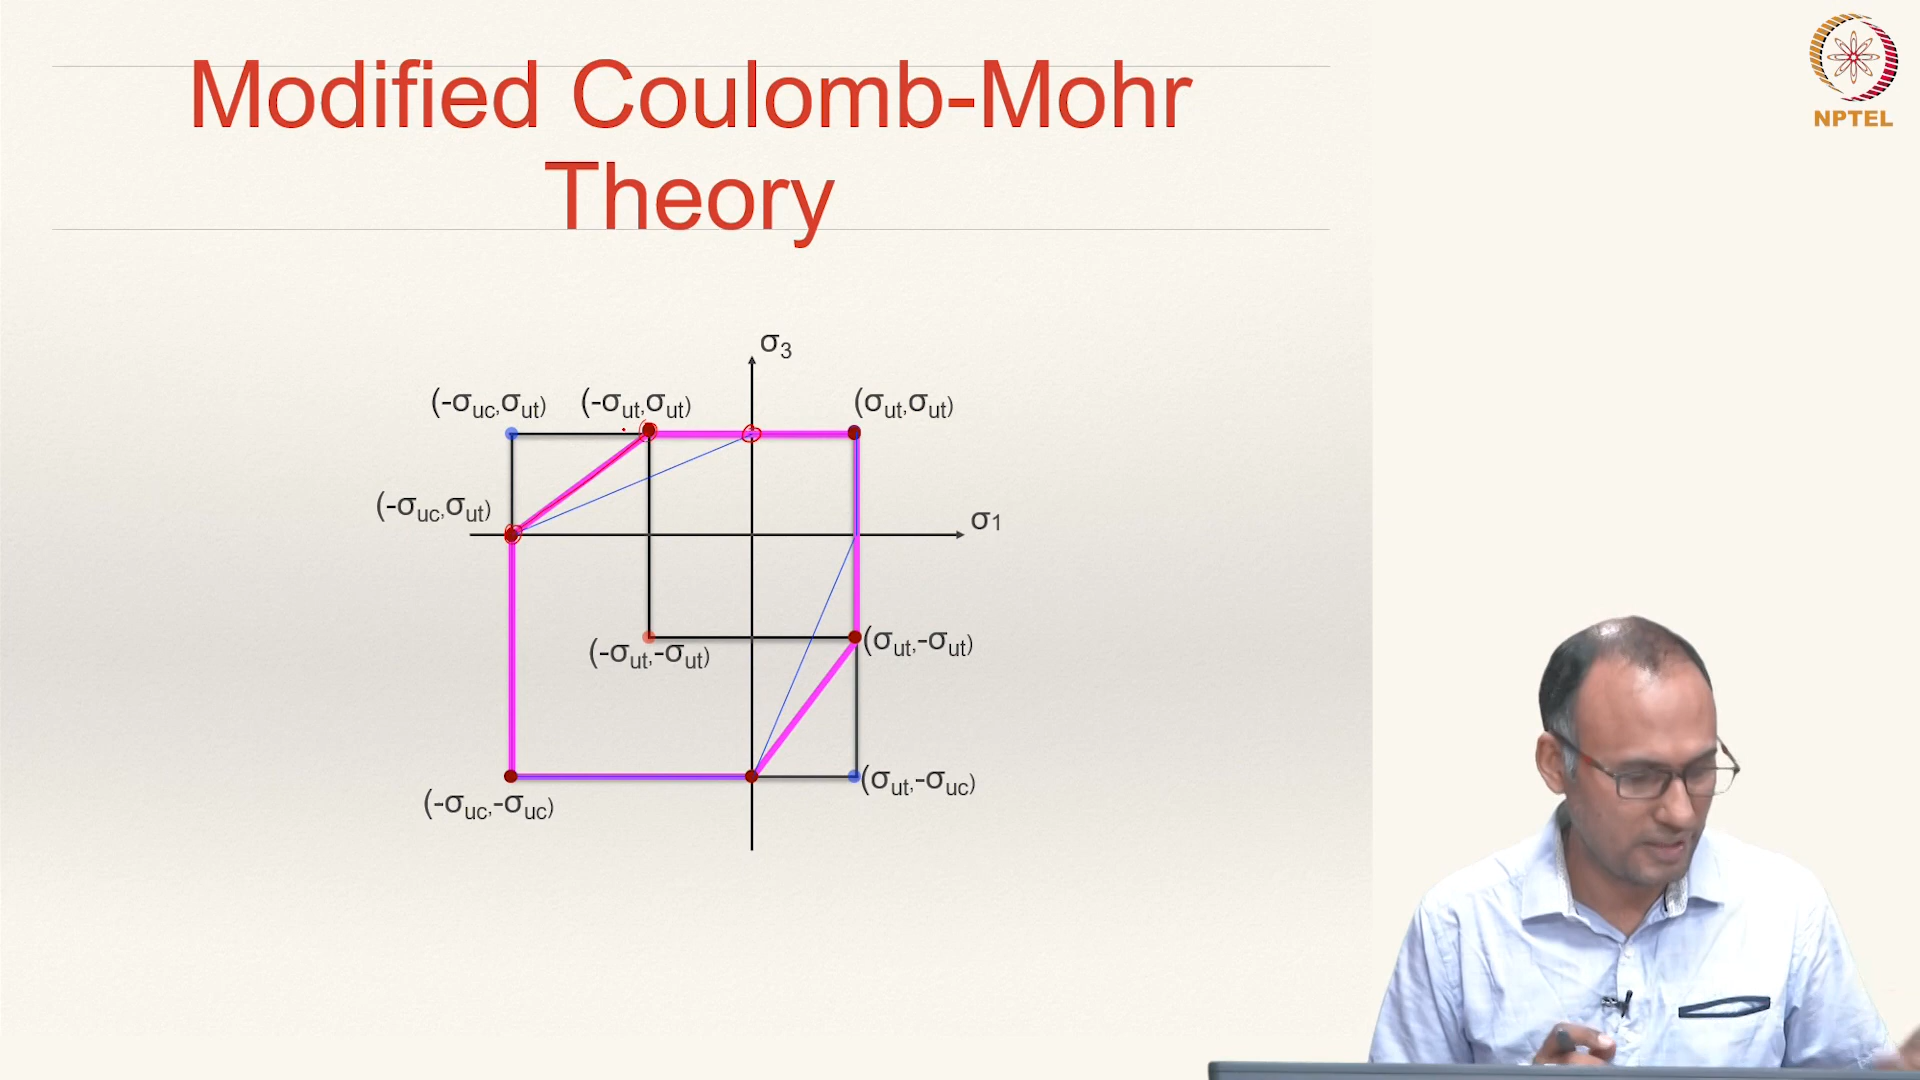 Modified Coulomb-Mohr
Theory
NPTEL
σ3
(-σuc,σut) (-σut,σut) (σut,σut)
(-σuc,σut)
σ1
(-σut,-σut) (σut,-σut)
(σut,-σuc)
(-σuc,-σuc)